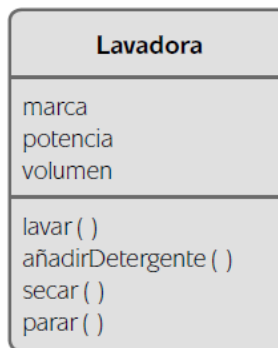 Lavadora
marca
potencia
volumen
lavar ( )
añadirDetergente ( )
secar ( )
parar ( )